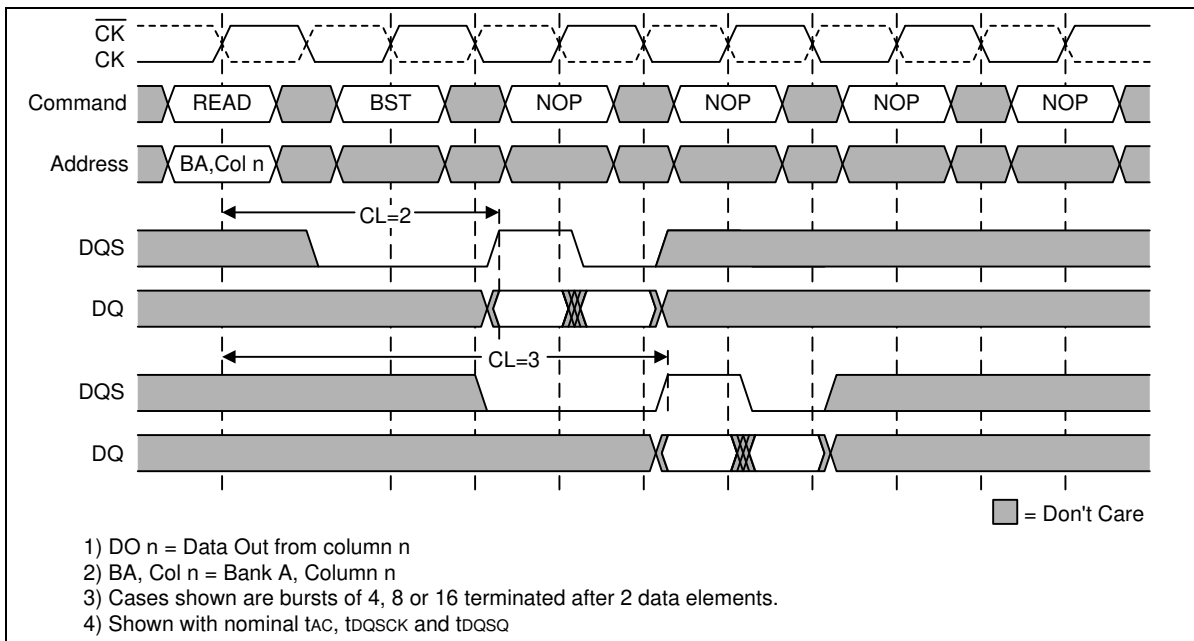 CK
CK
Command READ BST NOP NOP NOP NOP
Address BA,Col n
CL=2
DQS
DQ
CL=3
DQS
DQ
= Don't Care
1) DO n = Data Out from column n
2) BA, Col n = Bank A, Column n
3) Cases shown are bursts of 4, 8 or 16 terminated after 2 data elements.
4) Shown with nominal tAC, tDQSCK and tDQSQ